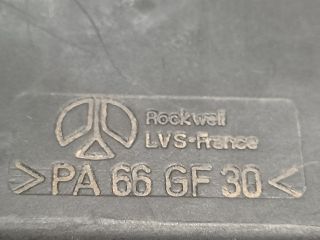 Rockwell
LVS-France
>PA 66 GF 30<